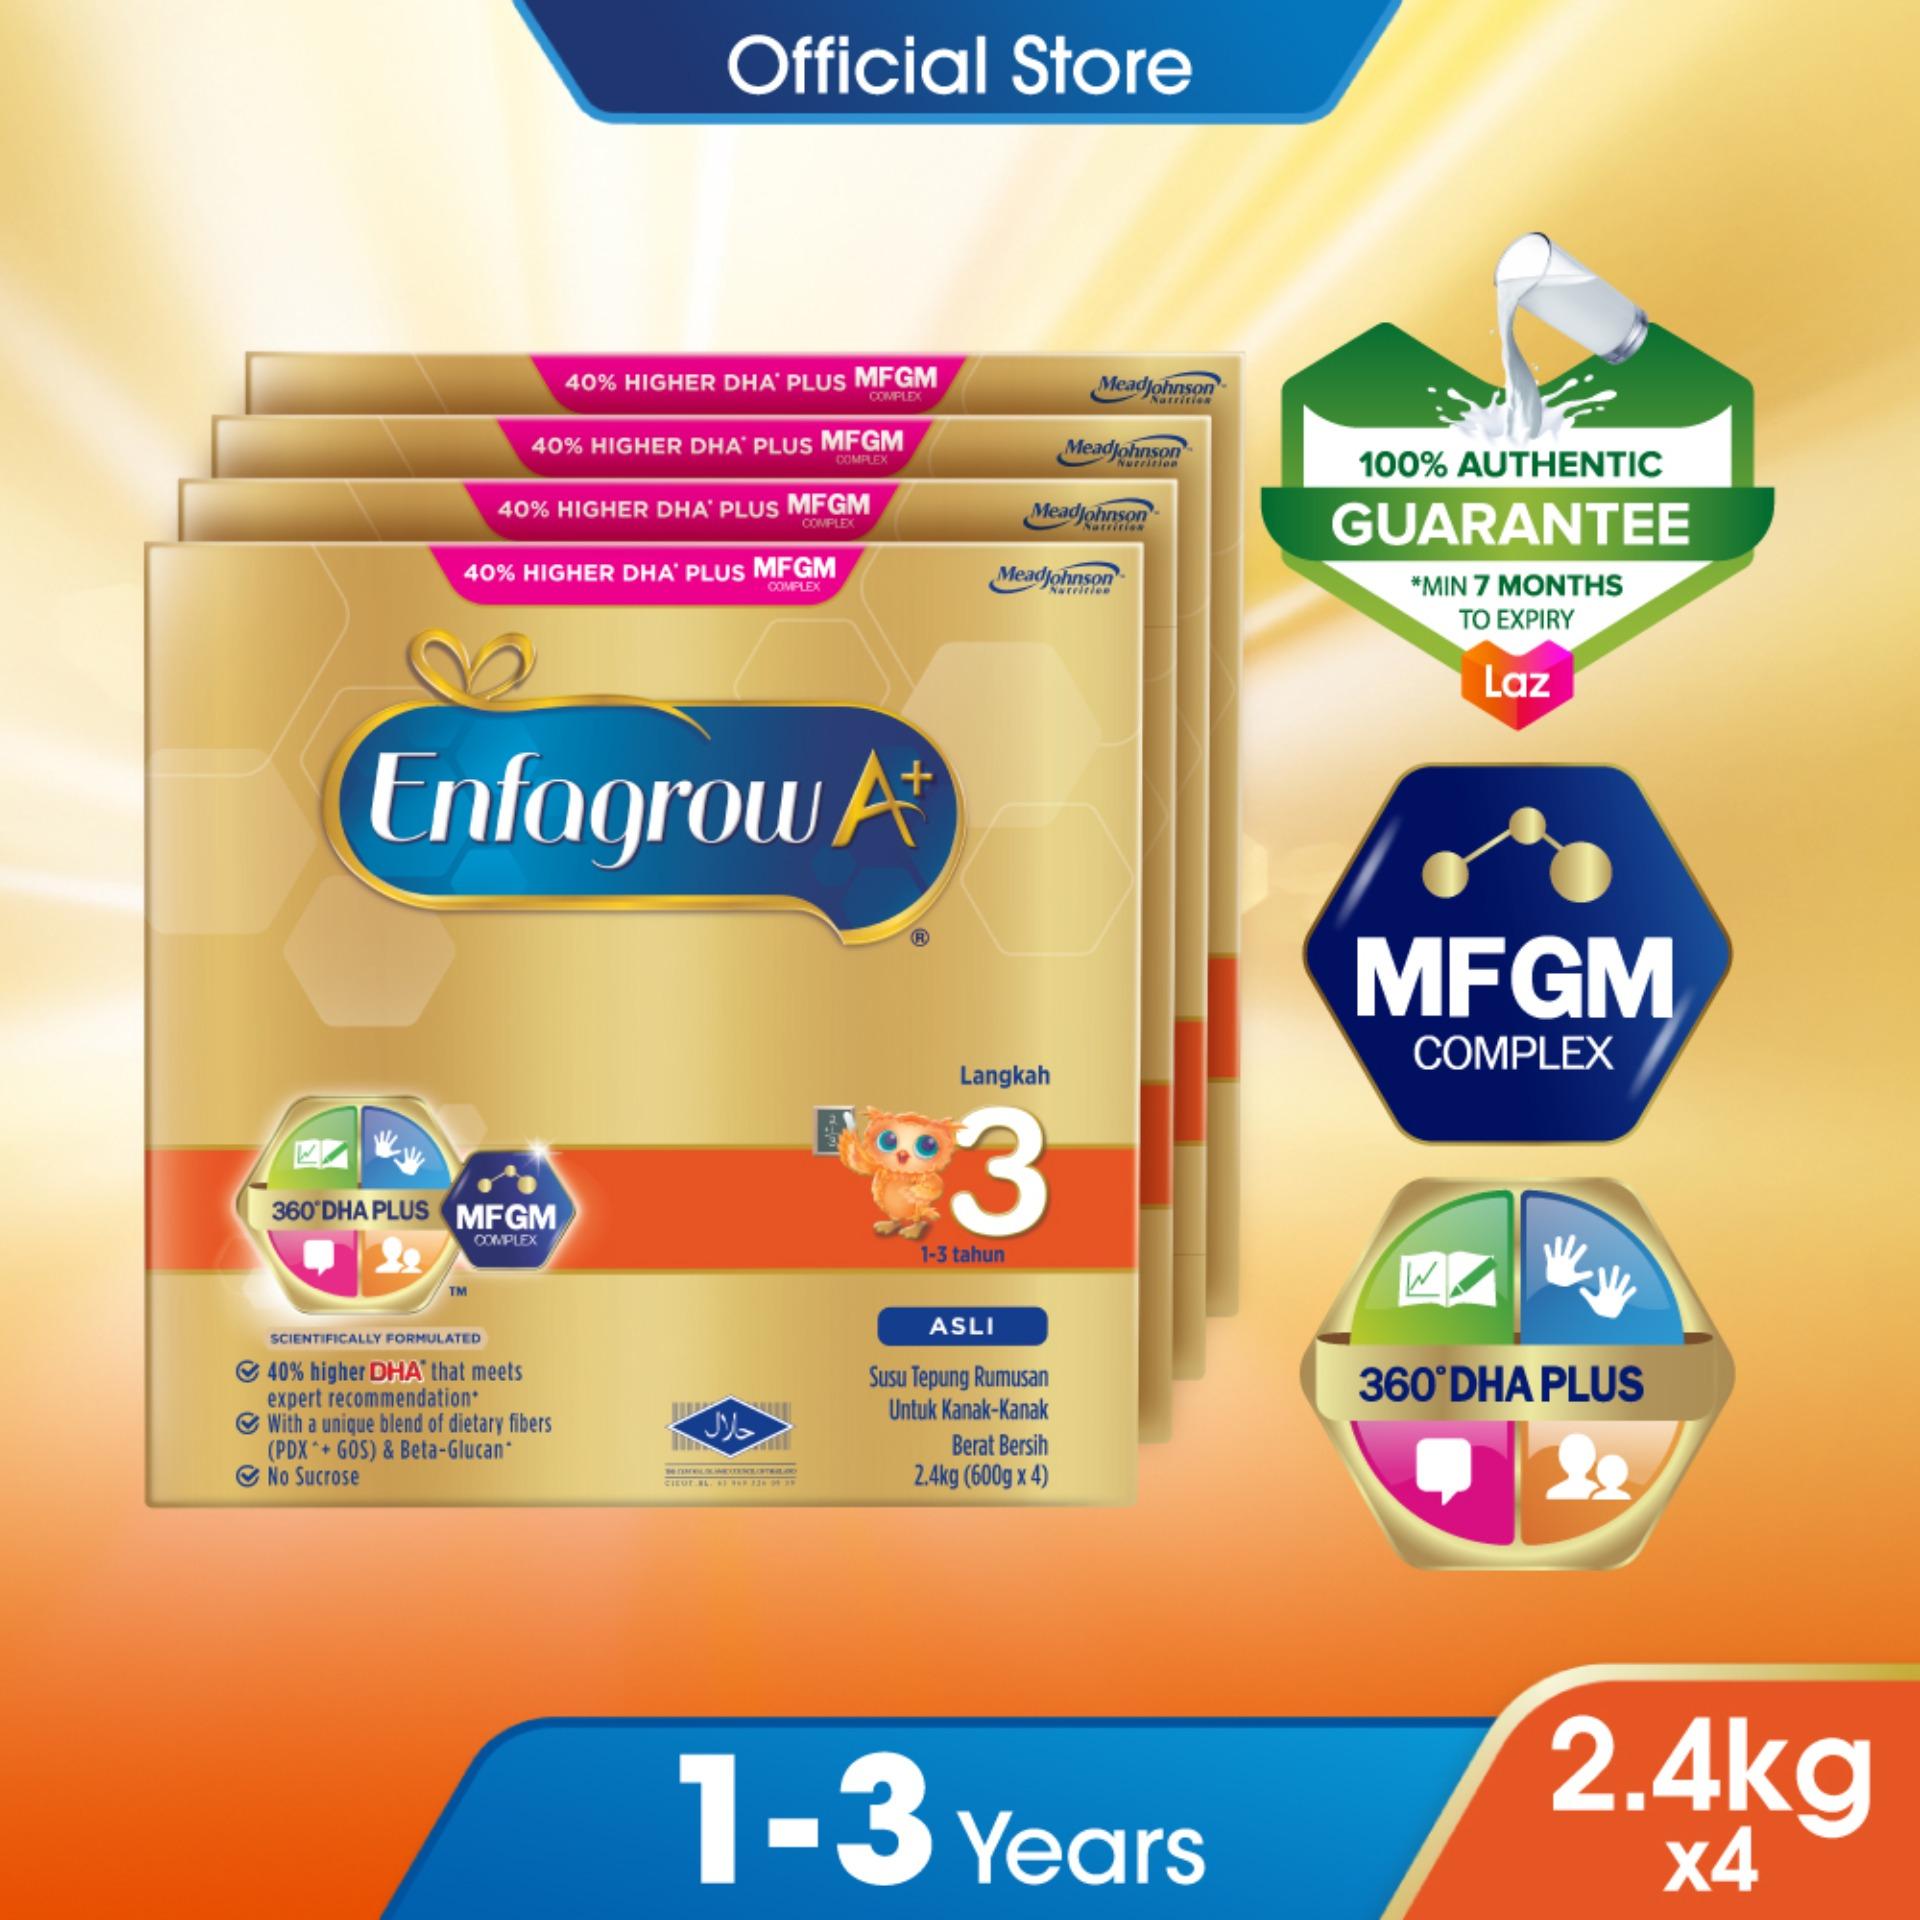 Official Store
40% HIGHER DHA* PLUS MFGM
COMPLEX
MeadJohnson™
Nutrition
40% HIGHER DHA* PLUS MFGM
COMPLEX
MeadJohnson™
Nutrition
40% HIGHER DHA* PLUS MFGM
COMPLEX
MeadJohnson™
Nutrition
40% HIGHER DHA* PLUS MFGM
COMPLEX
MeadJohnson™
Nutrition
Enfagrow A+
®
Langkah
3
1-3 tahun
360° DHA PLUS
MFGM
COMPLEX
TM
SCIENTIFICALLY FORMULATED
40% higher DHA* that meets
expert recommendation+
With a unique blend of dietary fibers
(PDX^ + GOS) & Beta-Glucan
No Sucrose
حلال
ASLI
Susu Tepung Rumusan
Untuk Kanak-Kanak
Berat Bersih
2.4kg (600g x 4)
100% AUTHENTIC
GUARANTEE
*MIN 7 MONTHS
TO EXPIRY
Laz
MFGM
COMPLEX
360° DHA PLUS
1-3 Years
2.4kg
x4